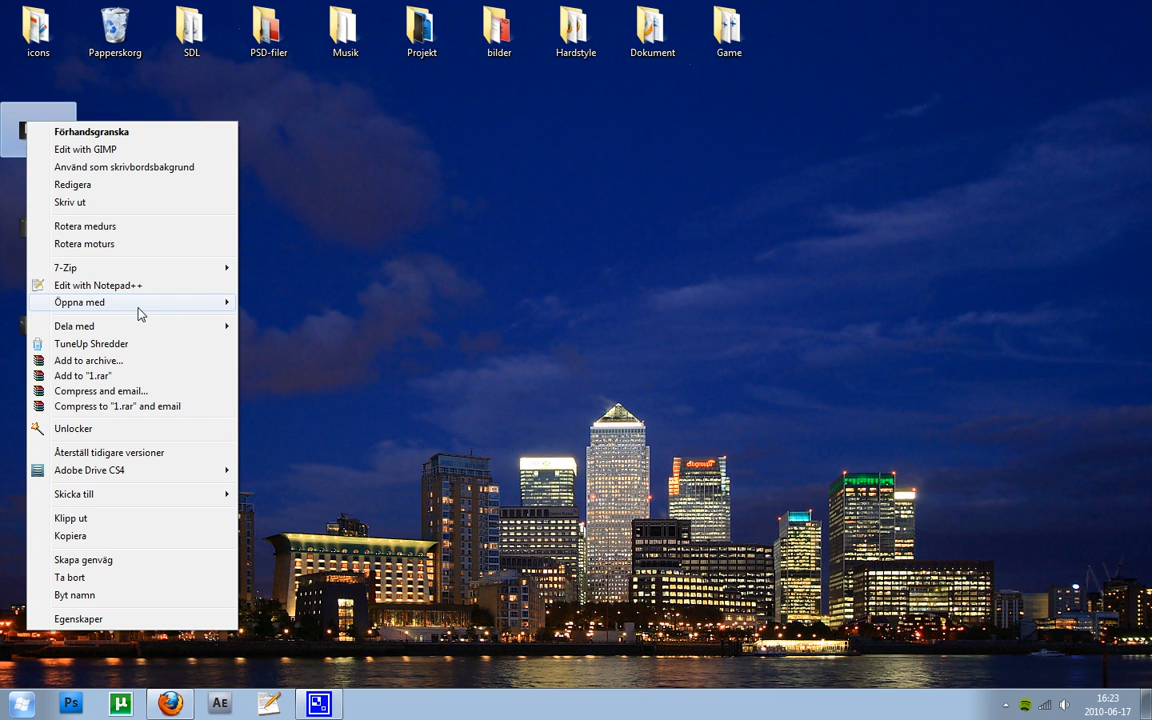 icons
Papperskorg
SDL
PSD-filer
Musik
Projekt
bilder
Hardstyle
Dokument
Game
Förhandsgranska
Edit with GIMP
Använd som skrivbordsbakgrund
Redigera
Skriv ut
Rotera medurs
Rotera moturs
7-Zip
Edit with Notepad++
Öppna med
Dela med
TuneUp Shredder
Add to archive...
Add to "1.rar"
Compress and email...
Compress to "1.rar" and email
Unlocker
Återställ tidigare versioner
Adobe Drive CS4
Skicka till
Klipp ut
Kopiera
Skapa genväg
Ta bort
Byt namn
Egenskaper
citigroup
Ps
µ
AE
16:23
2010-06-17